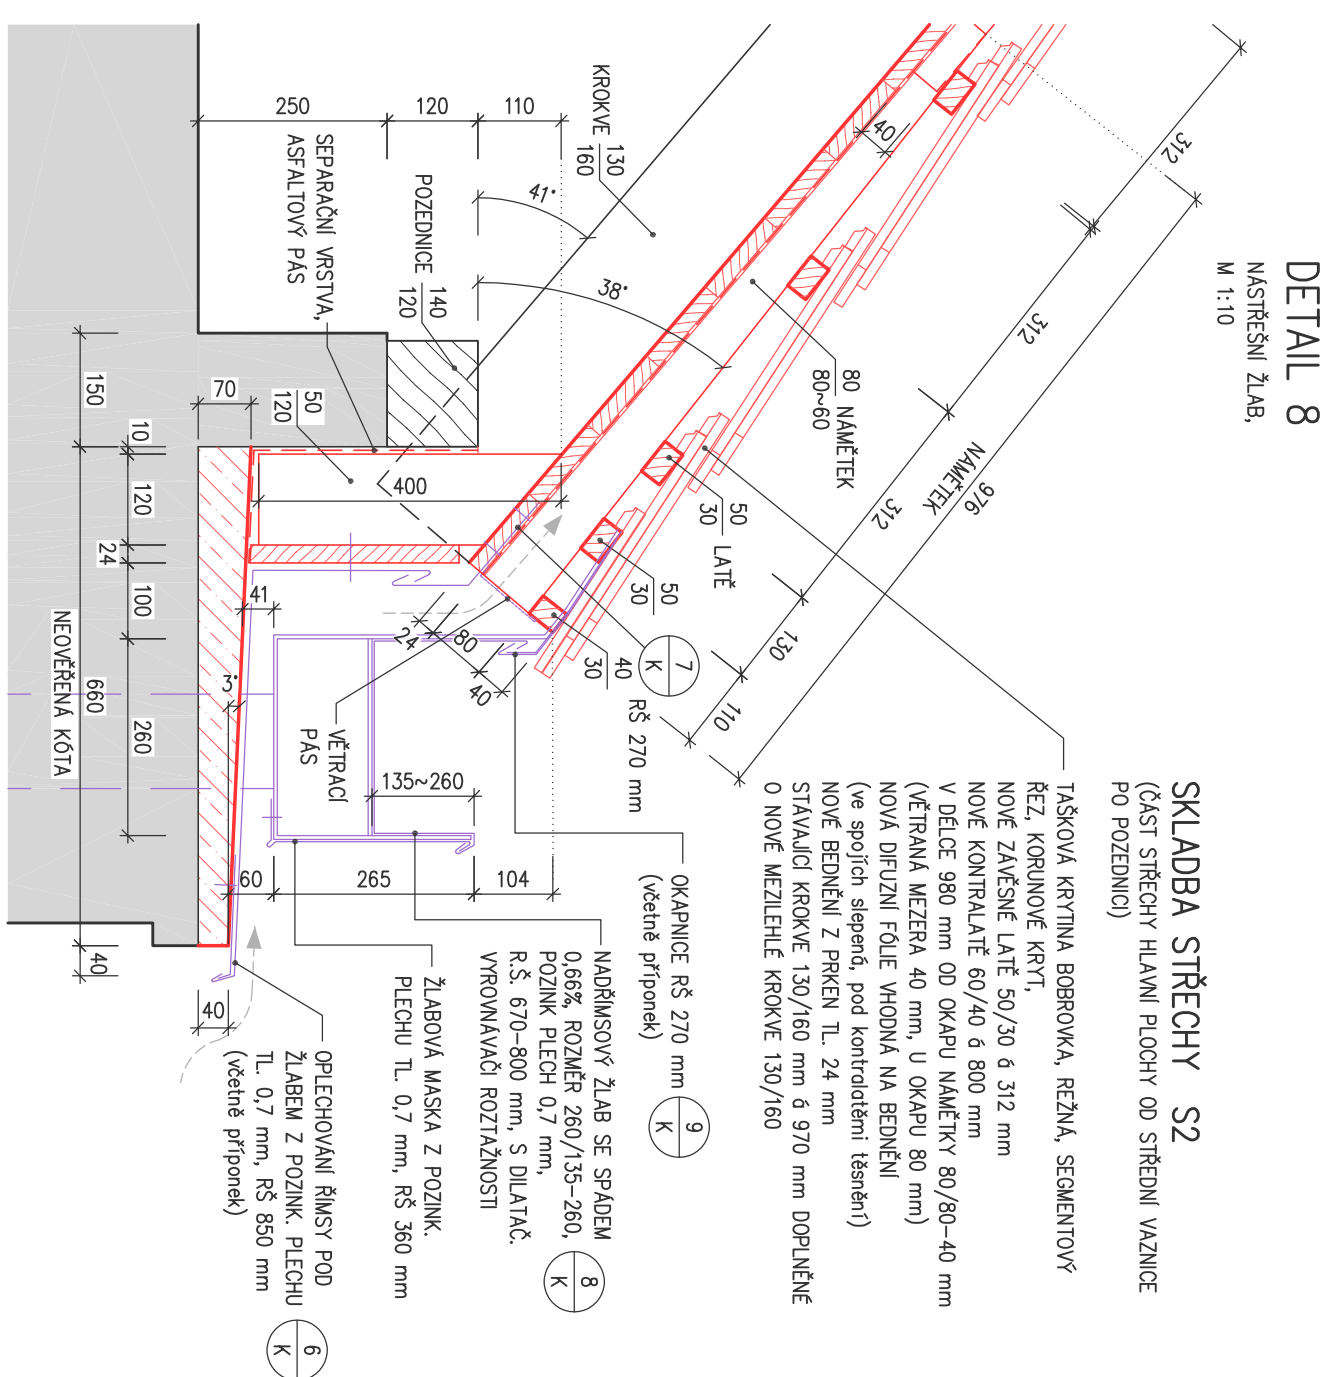 DETAIL 8
NÁSTŘEŠNÍ ŽLAB,
M 1:10
SKLADBA STŘECHY S2
(ČÁST STŘECHY HLAVNÍ PLOCHY OD STŘEDNÍ VAZNICE
PO POZEDNICI)
TAŠKOVÁ KRYTINA BOBROVKA, REŽNÁ, SEGMENTOVÝ
ŘEZ, KORUNOVÉ KRYT,
NOVÉ ZÁVĚSNÉ LATĚ 50/30 á 312 mm
NOVÉ KONTRALATĚ 60/40 á 800 mm
V DÉLCE 980 mm OD OKAPU NÁMĚTKY 80/80-40 mm
(VĚTRANÁ MEZERA 40 mm, U OKAPU 80 mm)
NOVÁ DIFUZNÍ FÓLIE VHODNÁ NA BEDNĚNÍ
(ve spojích slepená, pod kontralatěmi těsnění)
NOVÉ BEDNĚNÍ Z PRKEN TL. 24 mm
STÁVAJÍCÍ KROKVE 130/160 mm á 970 mm DOPLNĚNÉ
O NOVÉ MEZILEHLÉ KROKVE 130/160
312
312
312
130
110
976
NÁMĚTEK
40
KROKVE 130
160
80 NÁMĚTEK
80~60
50
30 LATĚ
50
30
40
30
7
K
RŠ 270 mm
250
120
110
41°
38°
POZEDNICE 140
120
SEPARAČNÍ VRSTVA,
ASFALTOVÝ PÁS
50
120
70
400
150
10
120
24
100
260
660
NEOVĚŘENÁ KÓTA
40
41
3°
24
80
40
VĚTRACÍ
PÁS
135~260
60
265
104
40
OKAPNICE RŠ 270 mm
(včetně příponek)
9
K
NADŘÍMSOVÝ ŽLAB SE SPÁDEM
0,66%, ROZMĚR 260/135-260,
POZINK PLECH 0,7 mm,
R.Š. 670-800 mm, S DILATAČ.
VYROVNÁVAČI ROZTAŽNOSTI
8
K
ŽLABOVÁ MASKA Z POZINK.
PLECHU TL. 0,7 mm, RŠ 360 mm
OPLECHOVÁNÍ ŘÍMSY POD
ŽLABEM Z POZINK. PLECHU
TL. 0,7 mm, RŠ 850 mm
(včetně příponek)
6
K